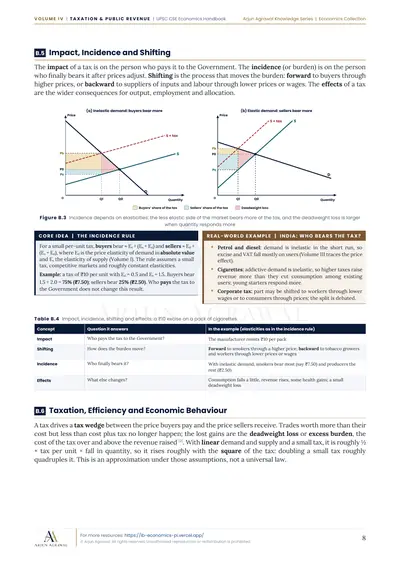 VOLUME IV | TAXATION & PUBLIC REVENUE | UPSC CSE Economics Handbook
Arjun Agrawal Knowledge Series | Economics Collection
B.5 Impact, Incidence and Shifting
The impact of a tax is on the person who pays it to the Government. The incidence (or burden) is on the person
who finally bears it after prices adjust. Shifting is the process that moves the burden: forward to buyers through
higher prices, or backward to suppliers of inputs and labour through lower prices or wages. The effects of a tax
are the wider consequences for output, employment and allocation.
(a) Inelastic demand: buyers bear more
Price
S + tax
S
D
0
Q1
Q0
Quantity
(b) Elastic demand: sellers bear more
Price
S + tax
S
D
0
Q1
Q0
Quantity
Buyers' share of the tax
Sellers' share of the tax
Deadweight loss
Figure B.3 Incidence depends on elasticities: the less elastic side of the market bears more of the tax, and the deadweight loss is larger
when quantity responds more
CORE IDEA | THE INCIDENCE RULE
For a small per-unit tax, buyers bear ≈ Es ÷ (Es + Ed) and sellers ≈ Ed ÷
(Es + Ed), where Ed is the price elasticity of demand in absolute value
and Es the elasticity of supply (Volume I). The rule assumes a small
tax, competitive markets and roughly constant elasticities.
Example: a tax of ₹10 per unit with Ed = 0.5 and Es = 1.5. Buyers bear
1.5 ÷ 2.0 = 75% (₹7.50); sellers bear 25% (₹2.50). Who pays the tax to
the Government does not change this result.
REAL-WORLD EXAMPLE | INDIA: WHO BEARS THE TAX?
• Petrol and diesel: demand is inelastic in the short run, so
excise and VAT fall mostly on users (Volume III traces the price
effect).
• Cigarettes: addictive demand is inelastic, so higher taxes raise
revenue more than they cut consumption among existing
users; young starters respond more.
• Corporate tax: part may be shifted to workers through lower
wages or to consumers through prices; the split is debated.
Table B.4 Impact, incidence, shifting and effects: a ₹10 excise on a pack of cigarettes
Concept
Question it answers
In the example (elasticities as in the incidence rule)
Impact
Who pays the tax to the Government?
The manufacturer remits ₹10 per pack
Shifting
How does the burden move?
Forward to smokers through a higher price; backward to tobacco growers
and workers through lower prices or wages
Incidence
Who finally bears it?
With inelastic demand, smokers bear most (say ₹7.50) and producers the
rest (₹2.50)
Effects
What else changes?
Consumption falls a little, revenue rises, some health gains; a small
deadweight loss
B.6 Taxation, Efficiency and Economic Behaviour
A tax drives a tax wedge between the price buyers pay and the price sellers receive. Trades worth more than their
cost but less than cost plus tax no longer happen; the lost gains are the deadweight loss or excess burden, the
cost of the tax over and above the revenue raised. With linear demand and supply and a small tax, it is roughly ½
× tax per unit × fall in quantity, so it rises roughly with the square of the tax: doubling a small tax roughly
quadruples it. This is an approximation under those assumptions, not a universal law.
ARJUN AGRAWAL
For more resources: https://ib-economics-pi.vercel.app/
© Arjun Agrawal. All rights reserved. Unauthorised reproduction or redistribution is prohibited.
8